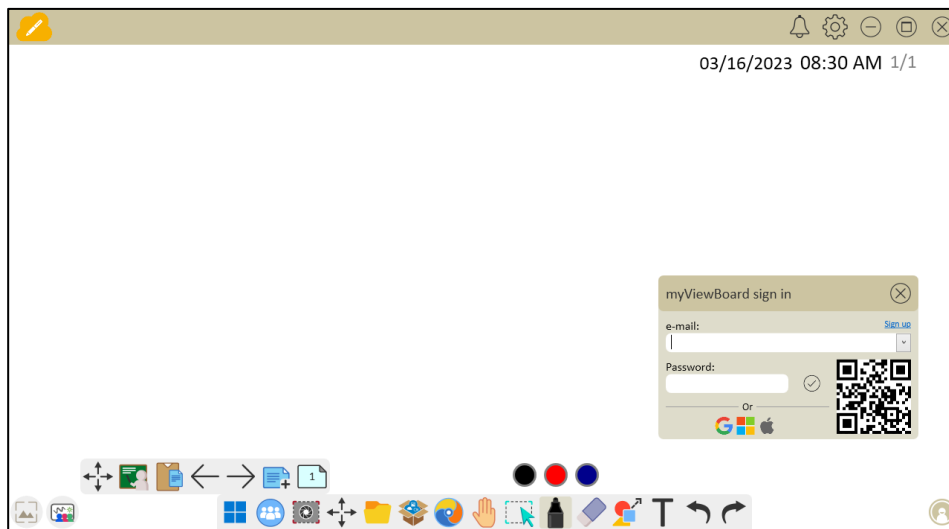 03/16/2023 08:30 AM 1/1
myViewBoard sign in
e-mail:
Sign up
Password:
Or
1
T